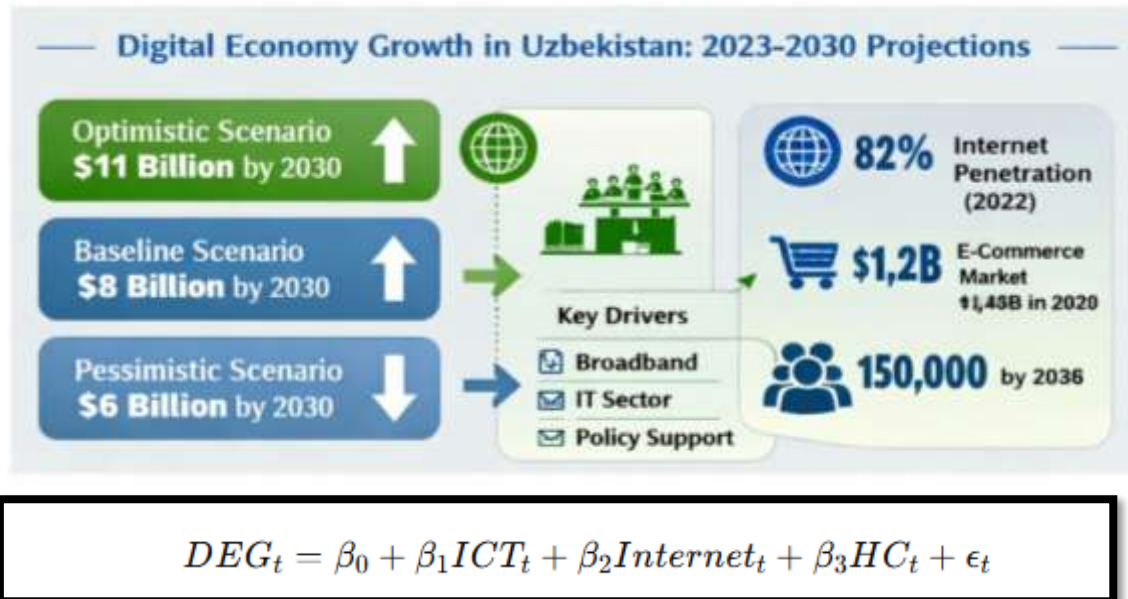 Digital Economy Growth in Uzbekistan: 2023-2030 Projections
Optimistic Scenario
$11 Billion by 2030
Baseline Scenario
$8 Billion by 2030
Pessimistic Scenario
$6 Billion by 2030
Key Drivers
Broadband
IT Sector
Policy Support
82% Internet
Penetration
(2022)
$1,2B E-Commerce
Market
in 2020
150,000 by 2036
DEG_t = β_0 + β_1ICT_t + β_2Internet_t + β_3HC_t + ϵ_t